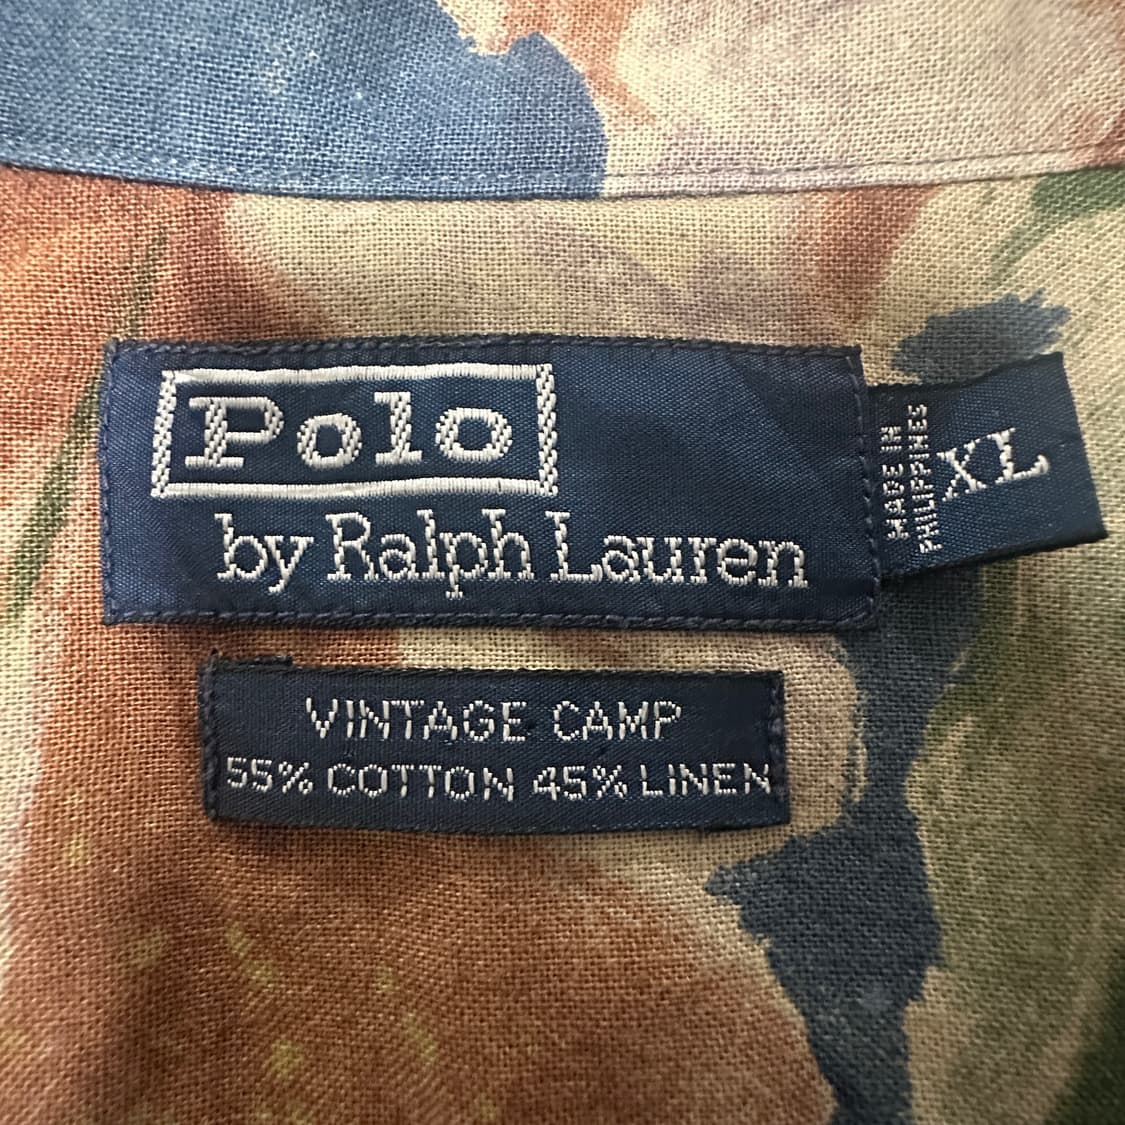 Polo
by Ralph Lauren
MADE IN
PHILIPPINES
XL
VINTAGE CAMP
55% COTTON 45% LINEN